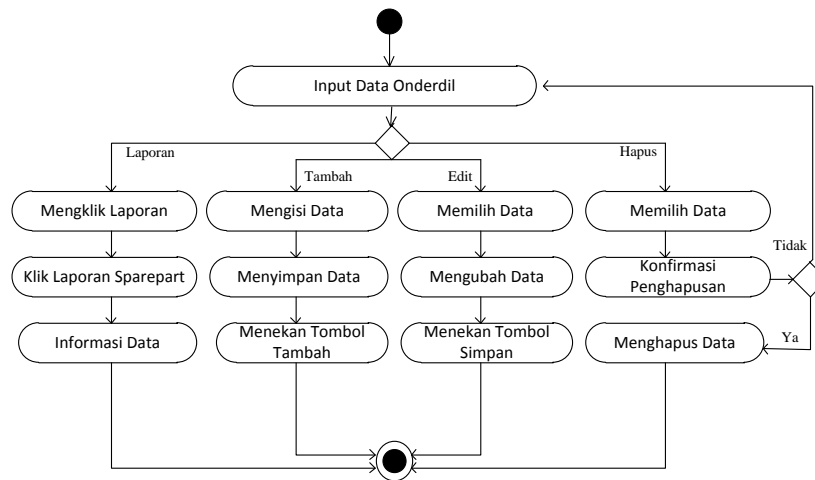 Input Data Onderdil
Laporan
Hapus
Tambah
Edit
Mengklik Laporan
Mengisi Data
Memilih Data
Memilih Data
Tidak
Klik Laporan Sparepart
Menyimpan Data
Mengubah Data
Konfirmasi
Penghapusan
Informasi Data
Menekan Tombol
Tambah
Menekan Tombol
Simpan
Menghapus Data
Ya